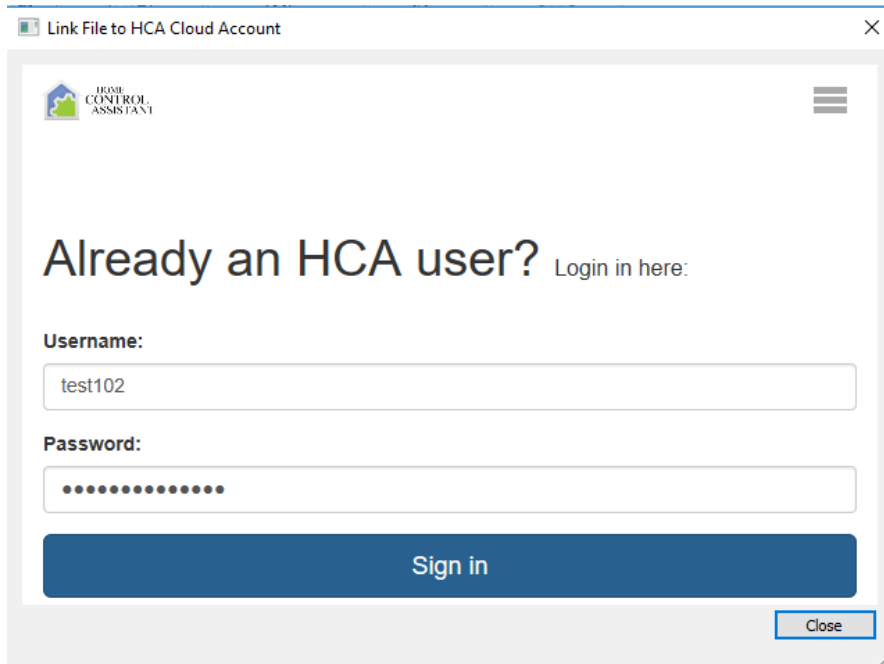 Link File to HCA Cloud Account
HOME
CONTROL
ASSISTANT
Already an HCA user? Login in here:
Username:
test102
Password:
••••••••••••••
Sign in
Close